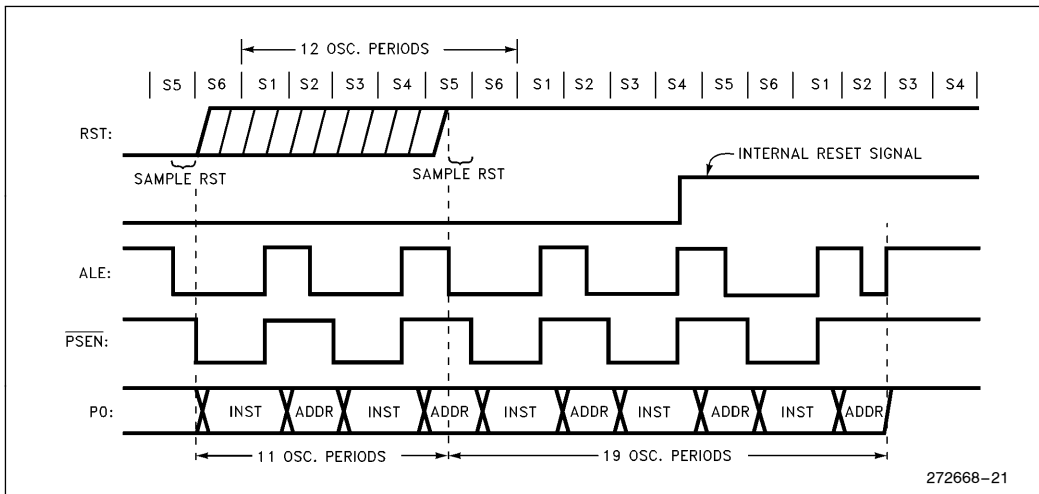 12 OSC. PERIODS
S5 S6 S1 S2 S3 S4 S5 S6 S1 S2 S3 S4 S5 S6 S1 S2 S3 S4
RST:
INTERNAL RESET SIGNAL
SAMPLE RST SAMPLE RST
ALE:
PSEN:
P0: INST ADDR INST ADDR INST ADDR INST ADDR INST ADDR
11 OSC. PERIODS 19 OSC. PERIODS
272668–21